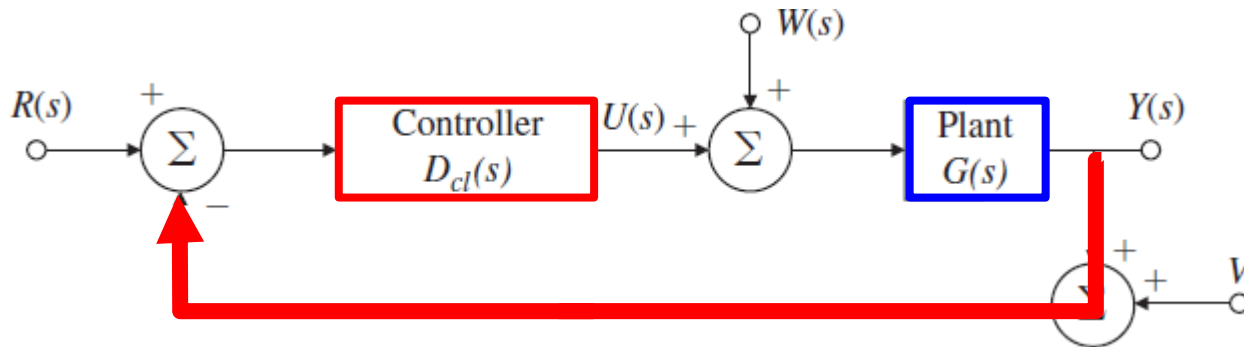 W(s)
+
R(s)
+
Σ
−
Controller
D_cl(s)
U(s)
+
Σ
Plant
G(s)
Y(s)
+
+
Σ
V